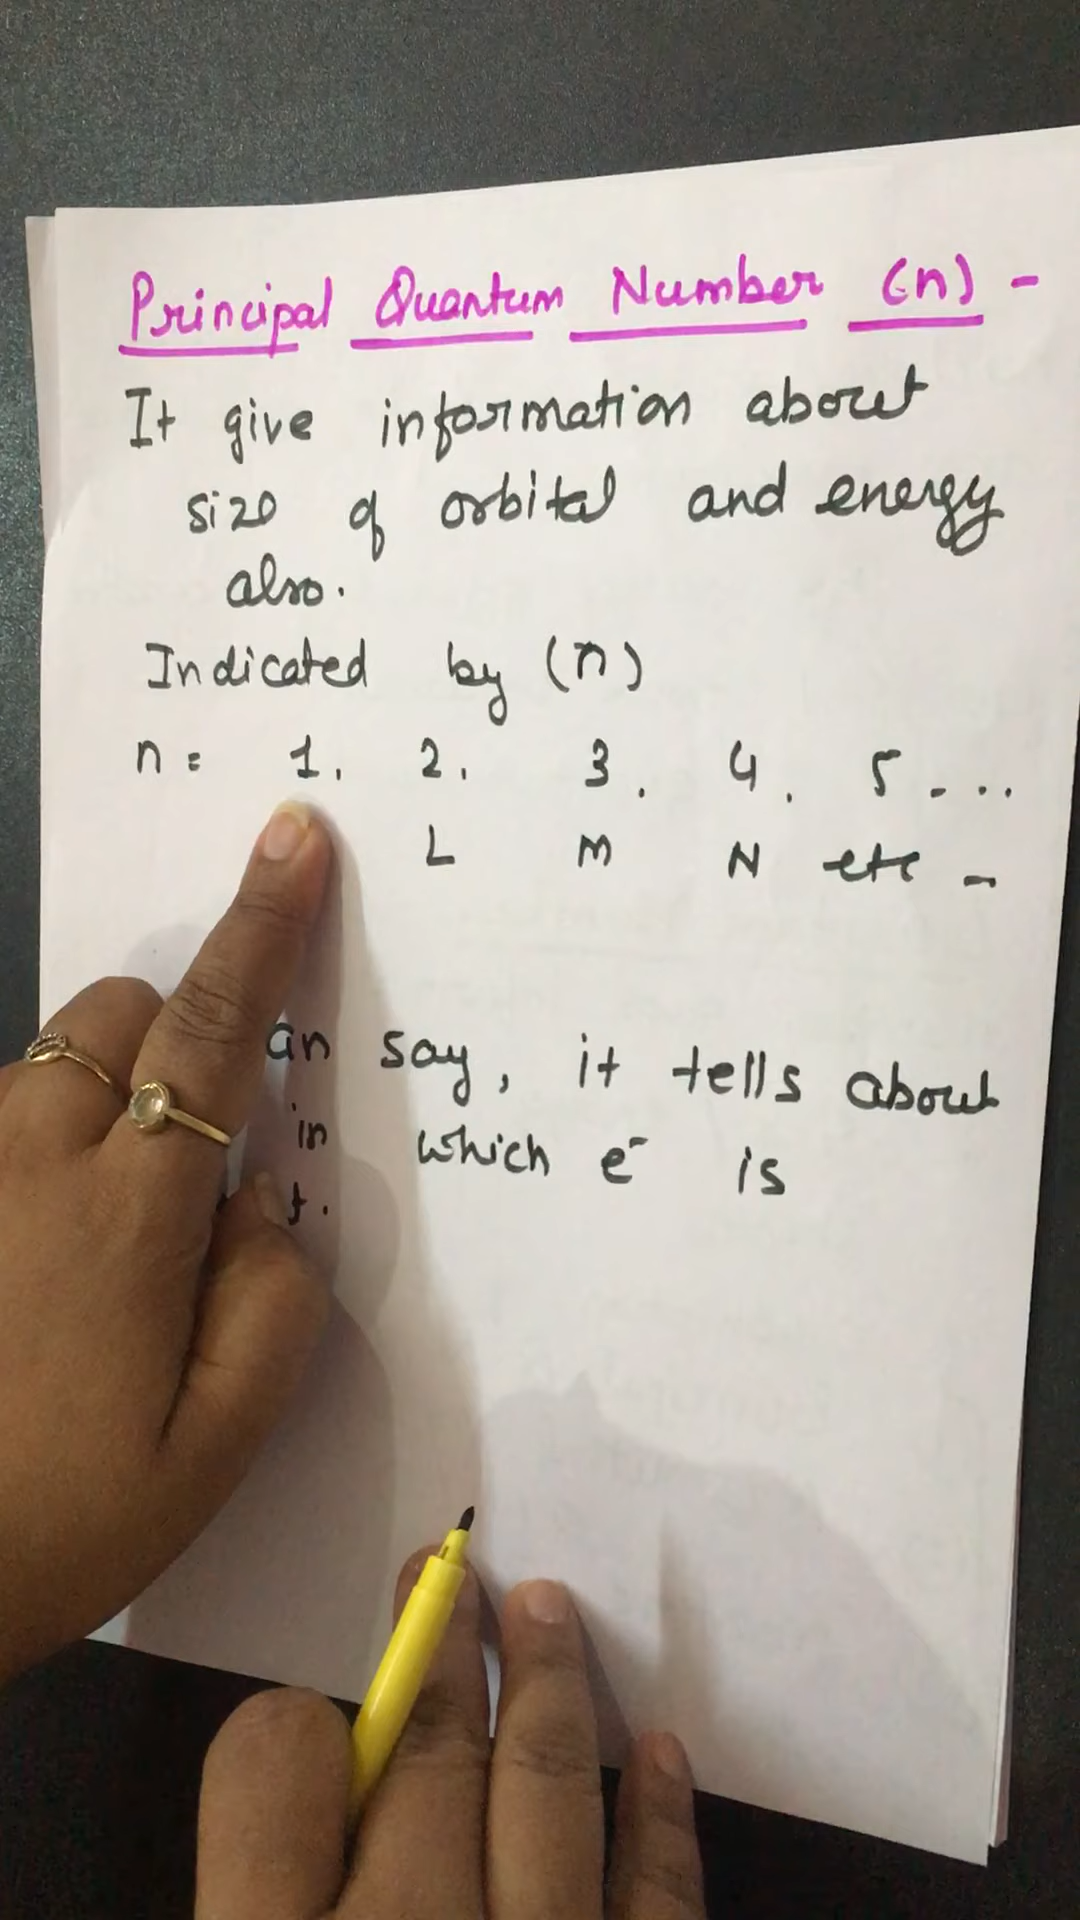 Principal Quantum Number (n) -
It give information about
size of orbital and energy
also.
Indicated by (n)
n = 1, 2, 3, 4, 5 - ...
L M N etc -
an say, it tells about
in which e⁻ is
t.